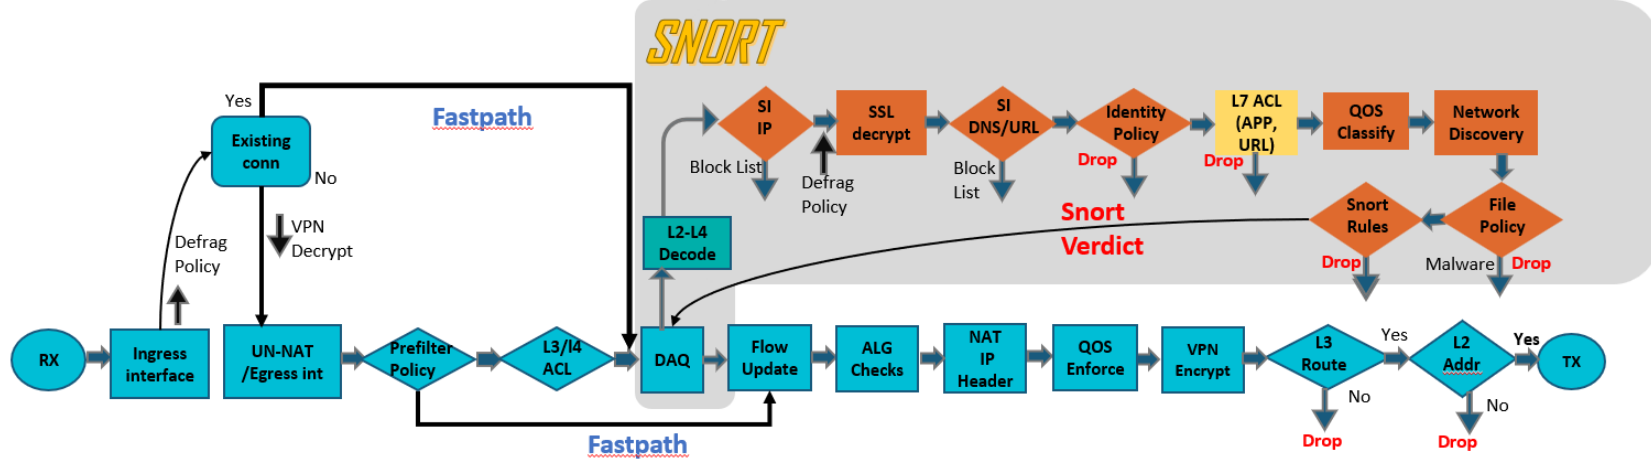 SNORT
Yes
Fastpath
Existing
conn
No
VPN
Decrypt
Defrag
Policy
SI
IP
Block List
SSL
decrypt
Defrag
Policy
SI
DNS/URL
Block
List
Identity
Policy
Drop
L7 ACL
(APP,
URL)
Drop
QOS
Classify
Network
Discovery
File
Policy
Malware
Drop
Snort
Rules
Drop
Snort
Verdict
L2-L4
Decode
RX
Ingress
interface
UN-NAT
/Egress int
Prefilter
Policy
L3/l4
ACL
DAQ
Flow
Update
ALG
Checks
NAT
IP
Header
QOS
Enforce
VPN
Encrypt
L3
Route
Yes
No
Drop
L2
Addr
Yes
No
Drop
TX
Fastpath